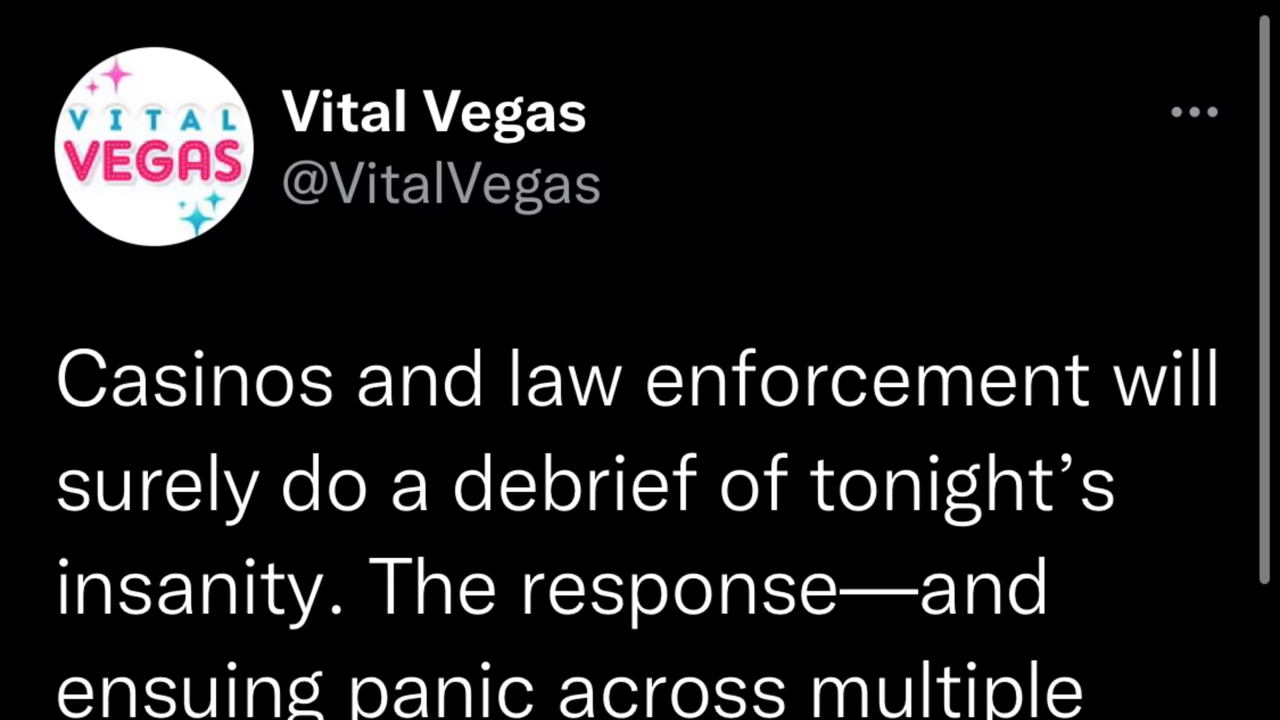 VITAL
VEGAS
Vital Vegas
@VitalVegas
Casinos and law enforcement will
surely do a debrief of tonight’s
insanity. The response—and
ensuing panic across multiple